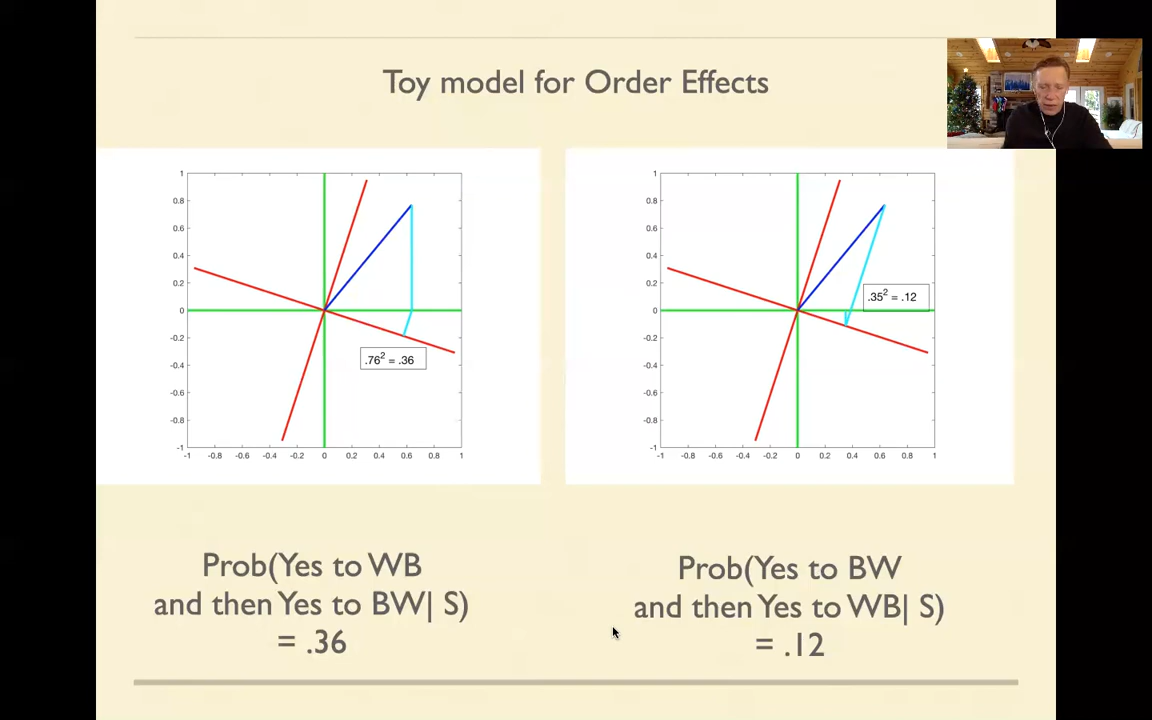 Toy model for Order Effects
1
0.8
0.6
0.4
0.2
0
-0.2
-0.4
-0.6
-0.8
-1
-1 -0.8 -0.6 -0.4 -0.2 0 0.2 0.4 0.6 0.8 1
.76² = .36
1
0.8
0.6
0.4
0.2
0
-0.2
-0.4
-0.6
-0.8
-1
-1 -0.8 -0.6 -0.4 -0.2 0 0.2 0.4 0.6 0.8 1
.35² = .12
Prob(Yes to WB
and then Yes to BW| S)
= .36
Prob(Yes to BW
and then Yes to WB| S)
= .12